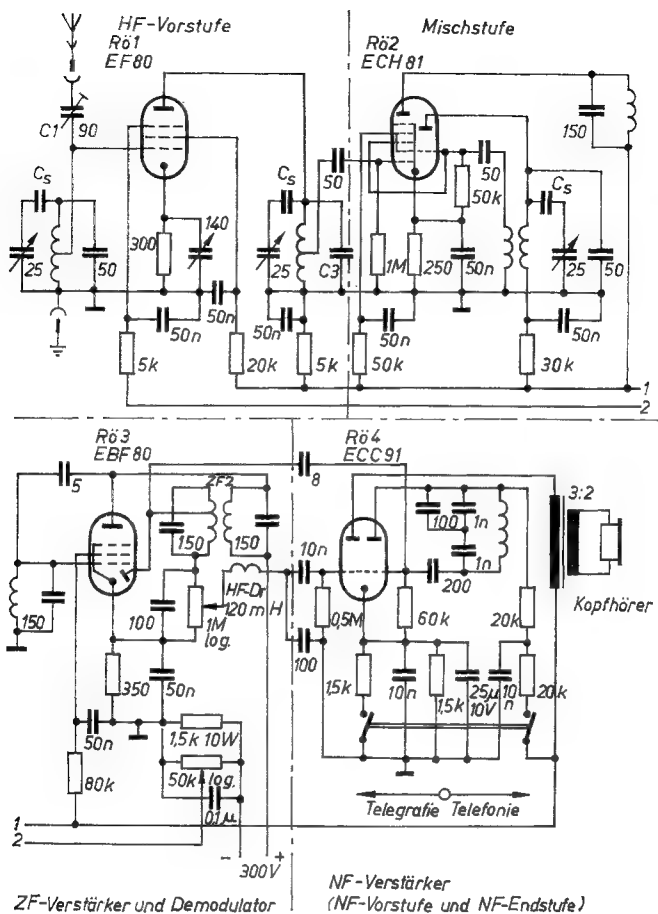 HF-Vorstufe
Mischstufe
Rö1
EF80
Rö2
ECH81
C1
90
150
Cs
50
50
50k
Cs
Cs
140
300
25
50
25
C3
1M
250
50n
25
50
50n
50n
50n
50n
50n
5k
20k
5k
50k
30k
1
2
Rö3
EBF80
Rö4
ECC91
5
8
ZF2
3:2
150
150
100
1n
10n
1n
HF-Dr
120mH
200
Kopfhörer
150
100
1M
log.
0,5M
60k
20k
100
350
50n
1,5k
10n
1,5k
25µ
10V
10
n
20k
50n
1,5k 10W
80k
50k
log.
0,1µ
Telegrafie Telefonie
1
2
- +
300V
ZF-Verstärker und Demodulator
NF-Verstärker
(NF-Vorstufe und NF-Endstufe)